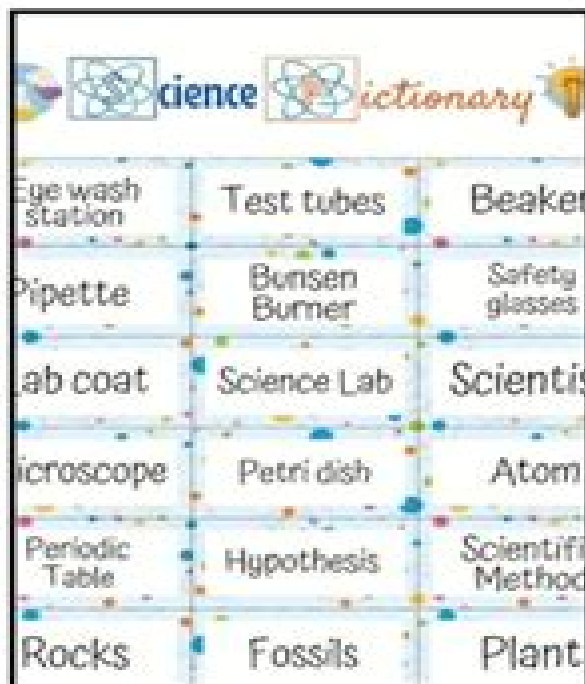 Science Dictionary
Eye wash
station
Test tubes
Beaker
Pipette
Bunsen
Burner
Safety
glasses
ab coat
Science Lab
Scientis
icroscope
Petri dish
Atom
Periodic
Table
Hypothesis
Scientifi
Method
Rocks
Fossils
Plant